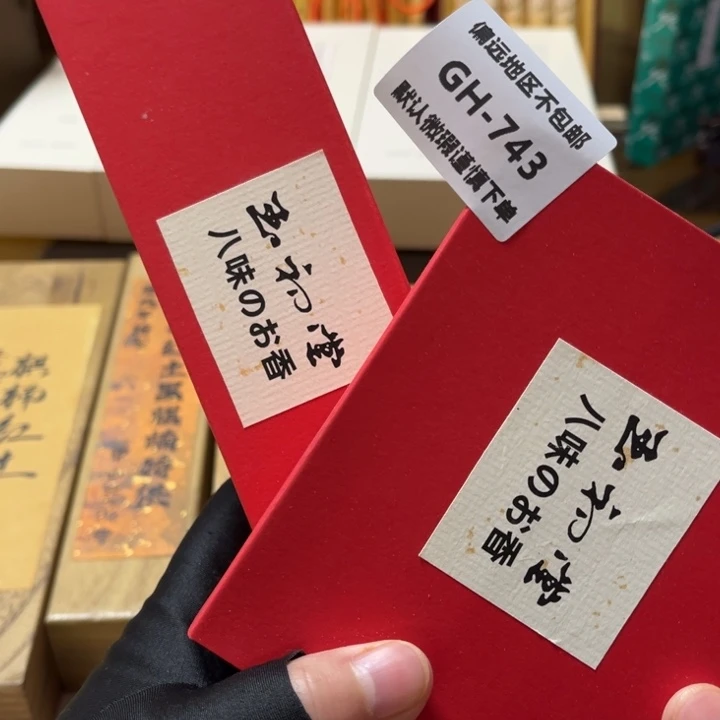 偏远地区不包邮
GH-743
默认微瑕谨慎下单
玉初堂
八味のお香
玉初堂
八味のお香